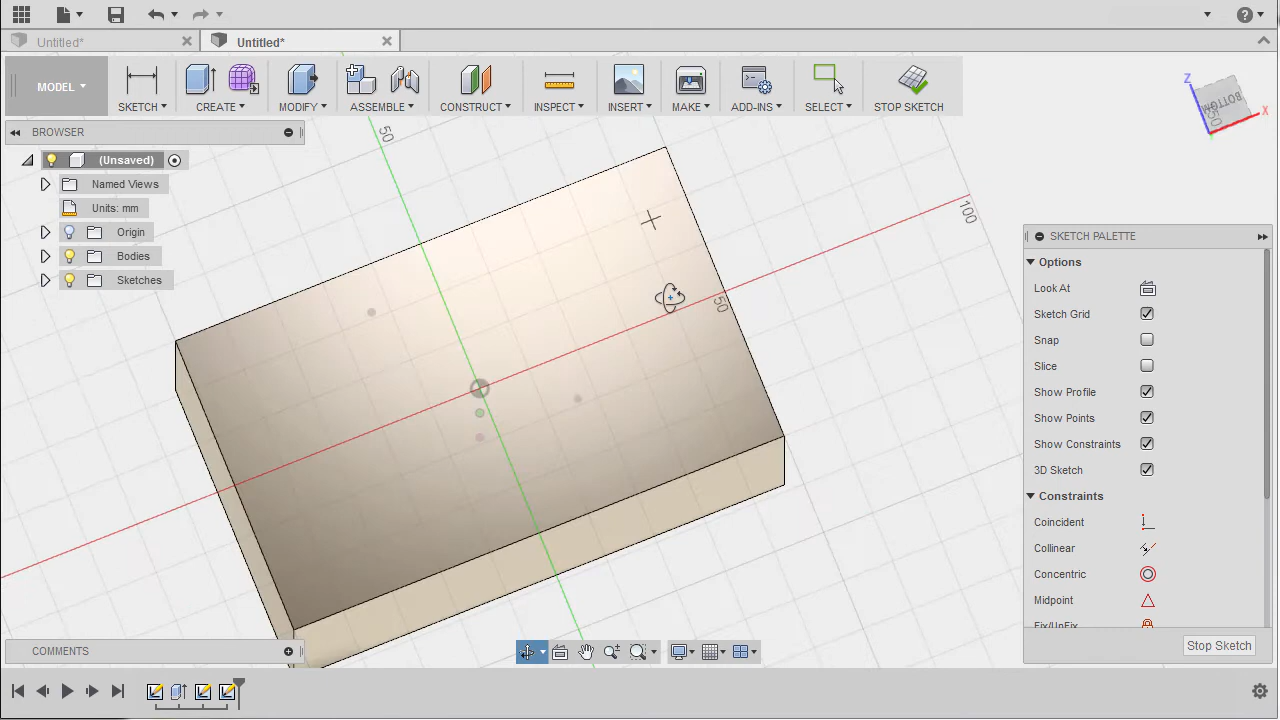 Untitled*
Untitled*
MODEL
SKETCH
CREATE
MODIFY
ASSEMBLE
CONSTRUCT
INSPECT
INSERT
MAKE
ADD-INS
SELECT
STOP SKETCH
Z
BOTTOM
X
BROWSER
(Unsaved)
Named Views
Units: mm
Origin
Bodies
Sketches
50
100
50
SKETCH PALETTE
Options
Look At
Sketch Grid
Snap
Slice
Show Profile
Show Points
Show Constraints
3D Sketch
Constraints
Coincident
Collinear
Concentric
Midpoint
Fix/UnFix
Stop Sketch
COMMENTS